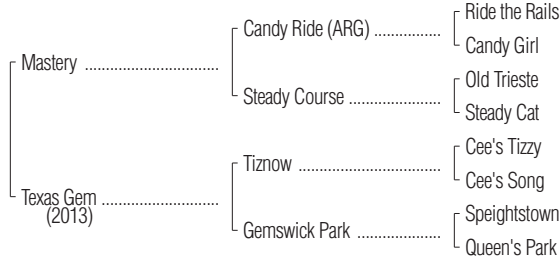 Ride the Rails
Candy Ride (ARG) ................
Candy Girl
Mastery ...............................
Old Trieste
Steady Course ......................
Steady Cat
Cee's Tizzy
Tiznow ..................................
Cee's Song
Texas Gem ...........................
(2013)
Speightstown
Gemswick Park ...................
Queen's Park